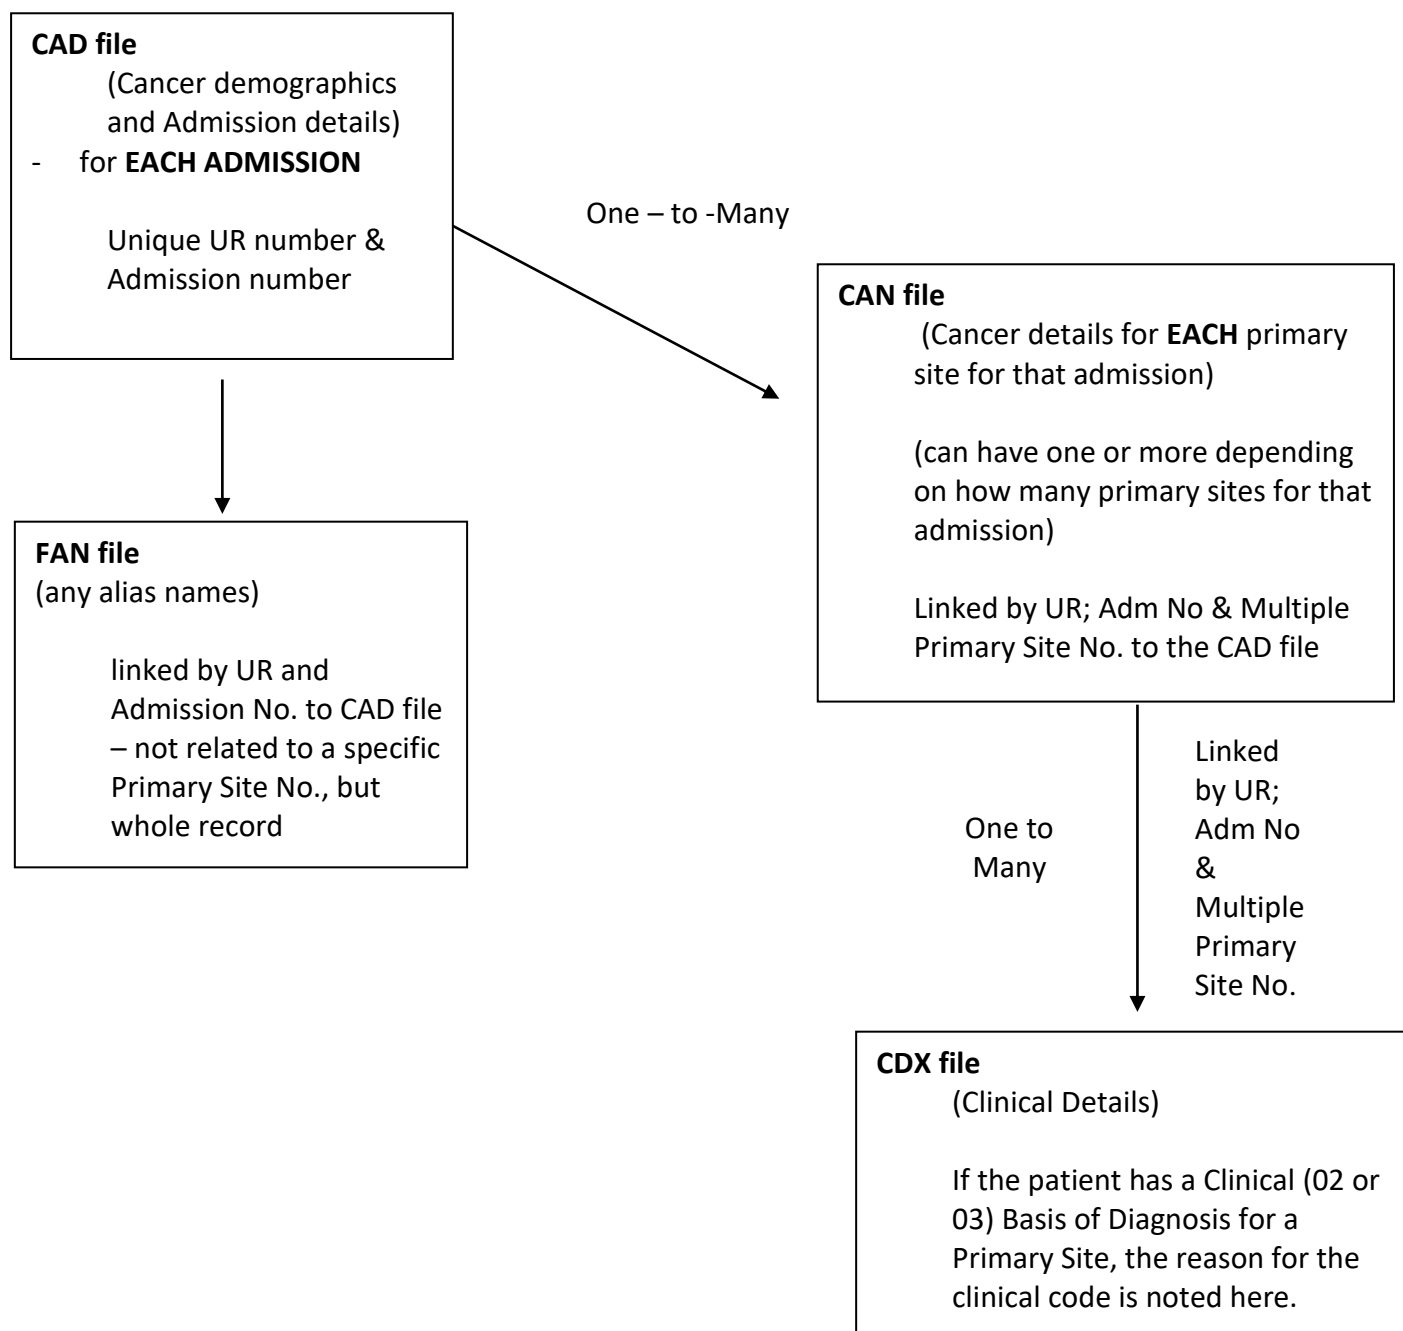 CAD file
(Cancer demographics
and Admission details)
- for EACH ADMISSION
Unique UR number &
Admission number
One – to -Many
CAN file
(Cancer details for EACH primary
site for that admission)
(can have one or more depending
on how many primary sites for that
admission)
Linked by UR; Adm No & Multiple
Primary Site No. to the CAD file
FAN file
(any alias names)
linked by UR and
Admission No. to CAD file
– not related to a specific
Primary Site No., but
whole record
One to
Many
Linked
by UR;
Adm No
&
Multiple
Primary
Site No.
CDX file
(Clinical Details)
If the patient has a Clinical (02 or
03) Basis of Diagnosis for a
Primary Site, the reason for the
clinical code is noted here.